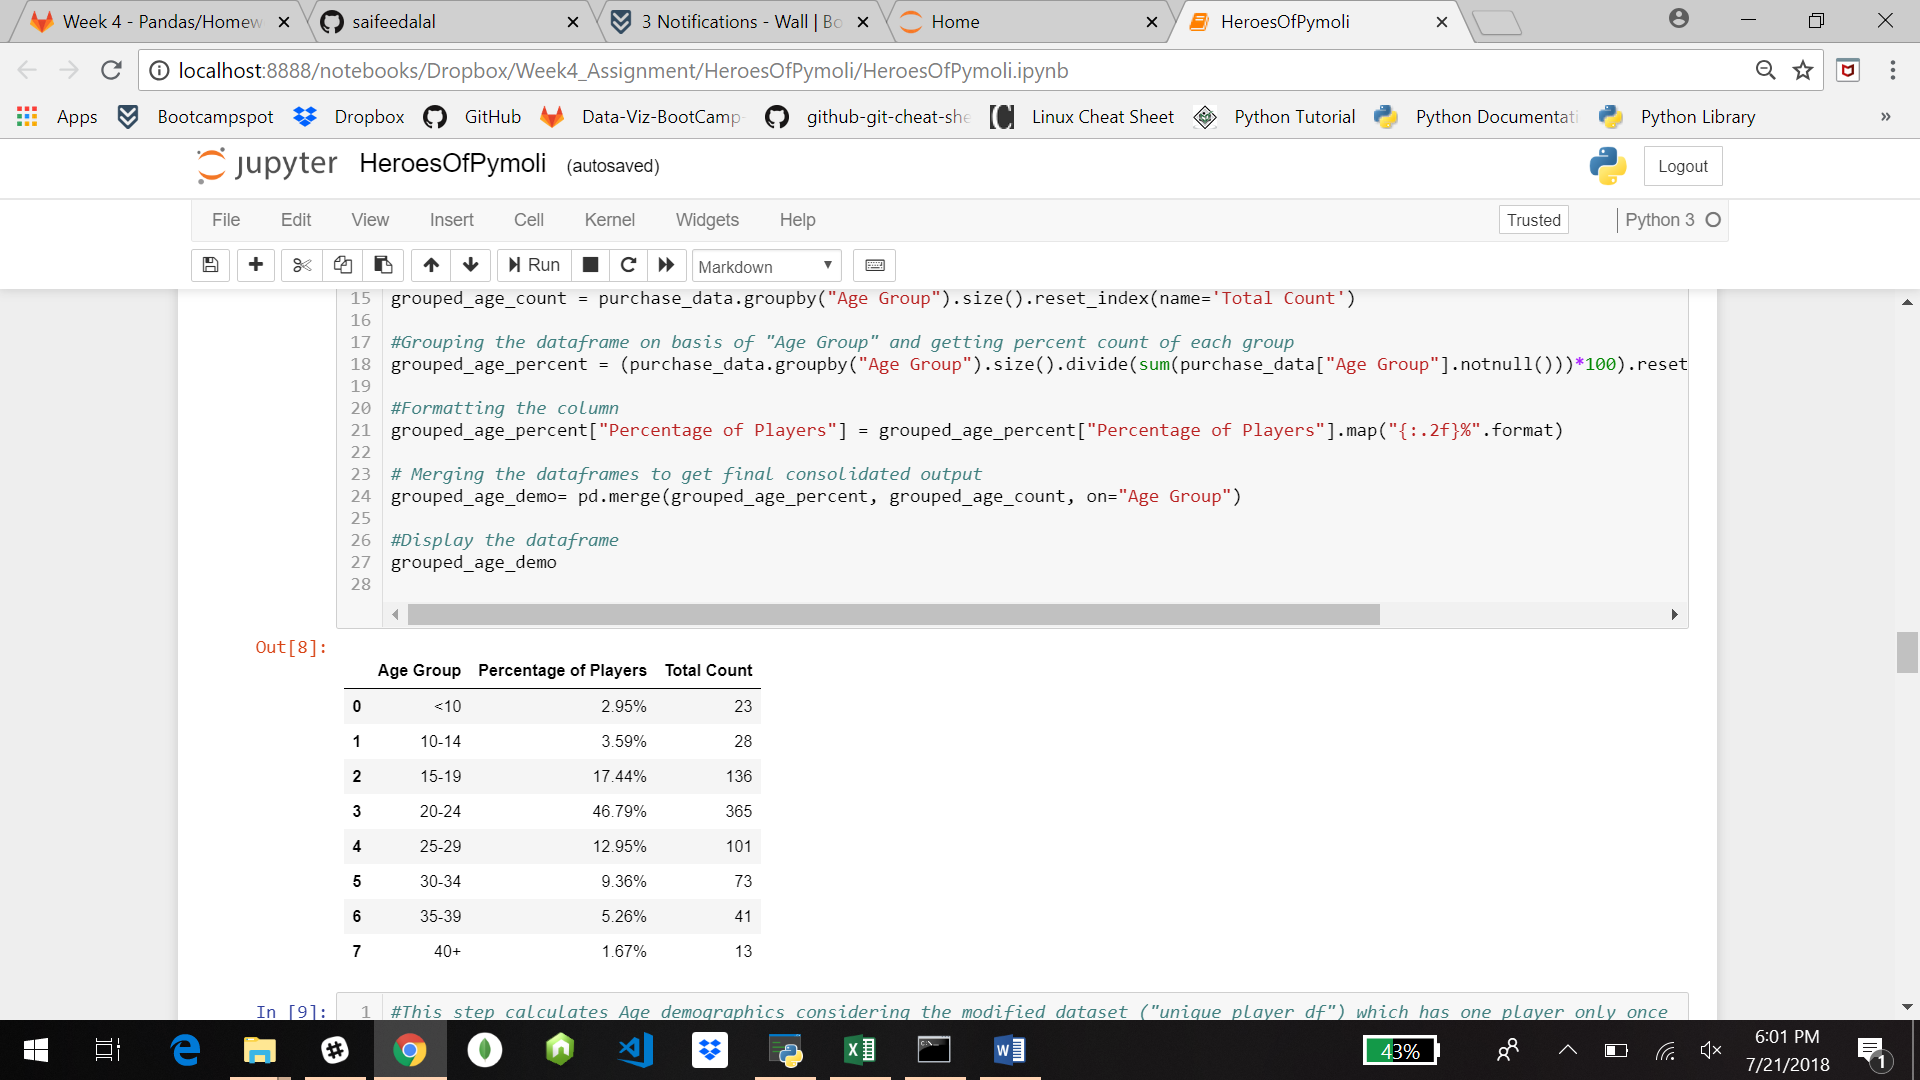 Week 4 - Pandas/Homew
saifeedalal
3 Notifications - Wall | Bo
Home
HeroesOfPymoli
localhost:8888/notebooks/Dropbox/Week4_Assignment/HeroesOfPymoli/HeroesOfPymoli.ipynb
Apps Bootcampspot Dropbox GitHub Data-Viz-BootCamp- github-git-cheat-she Linux Cheat Sheet Python Tutorial Python Documentati Python Library »
jupyter HeroesOfPymoli (autosaved) Logout
File Edit View Insert Cell Kernel Widgets Help Trusted Python 3
Run Markdown
15 grouped_age_count = purchase_data.groupby("Age Group").size().reset_index(name='Total Count')
16
17 #Grouping the dataframe on basis of "Age Group" and getting percent count of each group
18 grouped_age_percent = (purchase_data.groupby("Age Group").size().divide(sum(purchase_data["Age Group"].notnull()))*100).reset
19
20 #Formatting the column
21 grouped_age_percent["Percentage of Players"] = grouped_age_percent["Percentage of Players"].map("{:.2f}%".format)
22
23 # Merging the dataframes to get final consolidated output
24 grouped_age_demo= pd.merge(grouped_age_percent, grouped_age_count, on="Age Group")
25
26 #Display the dataframe
27 grouped_age_demo
28
Out[8]:
Age Group Percentage of Players Total Count
0 <10 2.95% 23
1 10-14 3.59% 28
2 15-19 17.44% 136
3 20-24 46.79% 365
4 25-29 12.95% 101
5 30-34 9.36% 73
6 35-39 5.26% 41
7 40+ 1.67% 13
In [9]: 1 #This step calculates Age demographics considering the modified dataset ("unique player df") which has one player only once
43%
6:01 PM
7/21/2018
1